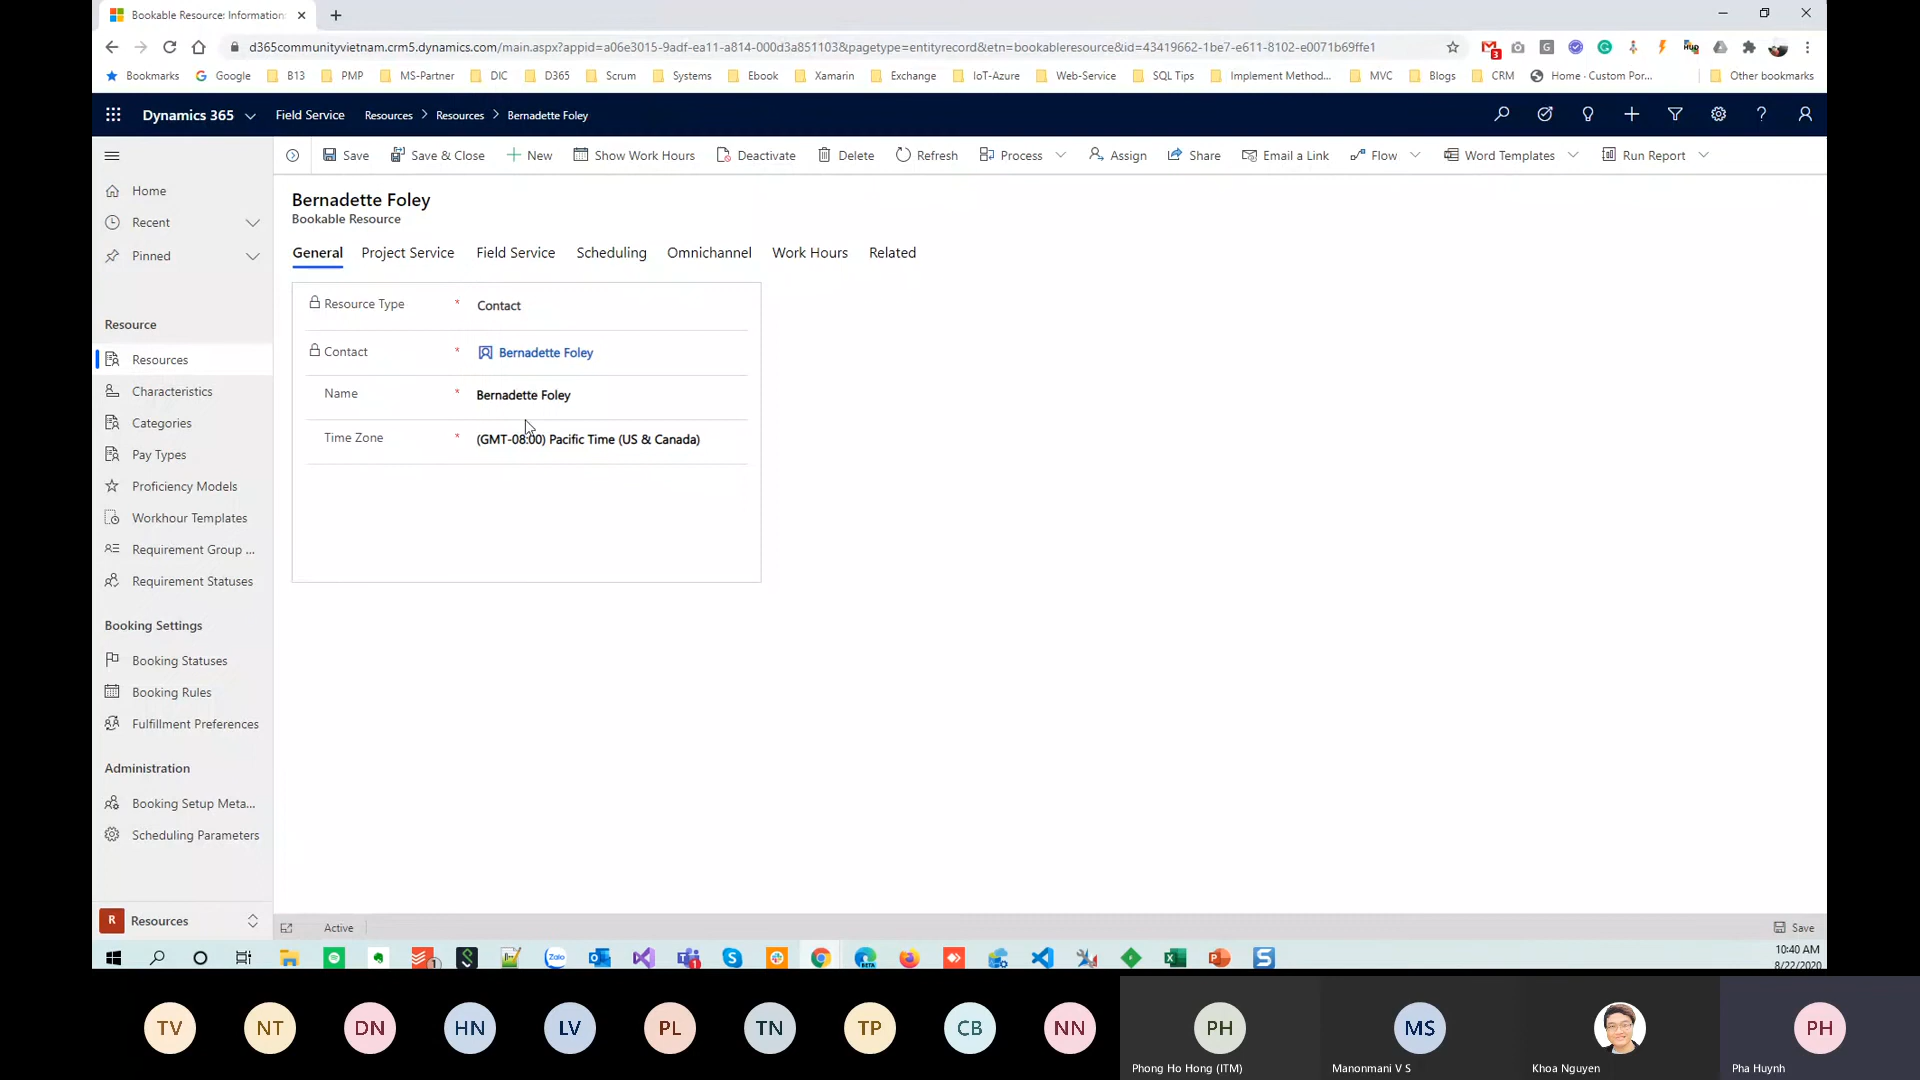 Bookable Resource: Information:
d365communityvietnam.crm5.dynamics.com/main.aspx?appid=a06e3015-9adf-ea11-a814-000d3a851103&pagetype=entityrecord&etn=bookableresource&id=43419662-1be7-e611-8102-e0071b69ffe1
3
Bookmarks Google B13 PMP MS-Partner DIC D365 Scrum Systems Ebook Xamarin Exchange IoT-Azure Web-Service SQL Tips Implement Method... MVC Blogs CRM Home - Custom Por... Other bookmarks
Dynamics 365 Field Service Resources > Resources > Bernadette Foley
Save Save & Close New Show Work Hours Deactivate Delete Refresh Process Assign Share Email a Link Flow Word Templates Run Report
Home
Recent
Pinned
Resource
Resources
Characteristics
Categories
Pay Types
Proficiency Models
Workhour Templates
Requirement Group ...
Requirement Statuses
Booking Settings
Booking Statuses
Booking Rules
Fulfillment Preferences
Administration
Booking Setup Meta...
Scheduling Parameters
R Resources
Bernadette Foley
Bookable Resource
General Project Service Field Service Scheduling Omnichannel Work Hours Related
Resource Type * Contact
Contact * Bernadette Foley
Name * Bernadette Foley
Time Zone * (GMT-08:00) Pacific Time (US & Canada)
Active Save
10:40 AM
8/22/2020
TV NT DN HN LV PL TN TP CB NN PH MS PH
Phong Ho Hong (ITM) Manonmani V S Khoa Nguyen Pha Huynh